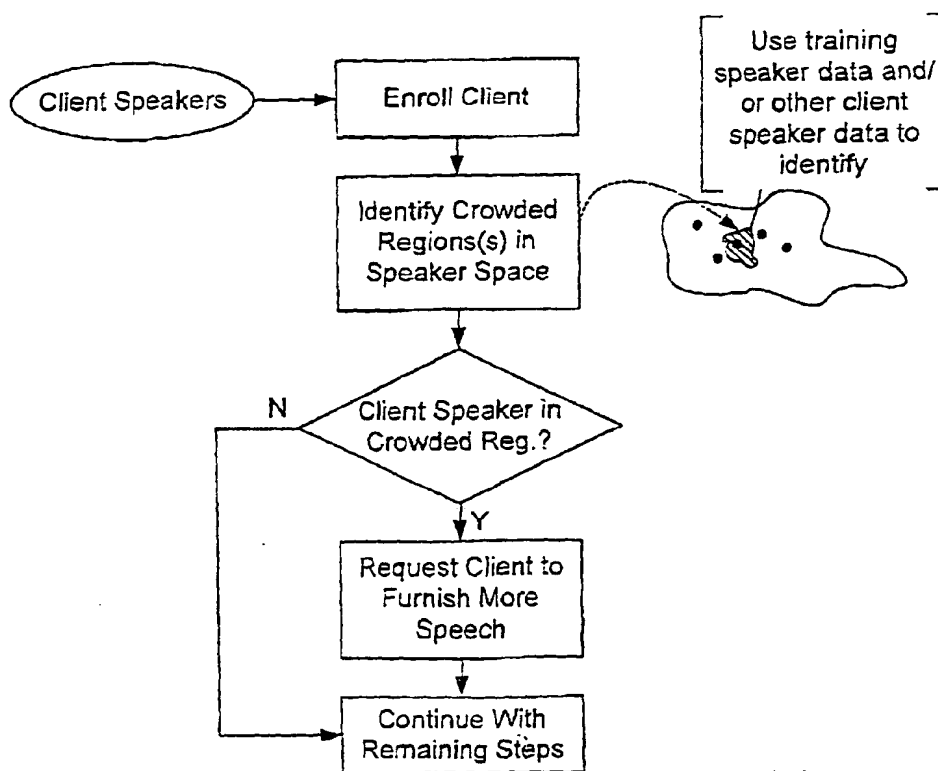 Client Speakers
Enroll Client
Use training
speaker data and/
or other client
speaker data to
identify
Identify Crowded
Regions(s) in
Speaker Space
N
Client Speaker in
Crowded Reg.?
Y
Request Client to
Furnish More
Speech
Continue With
Remaining Steps